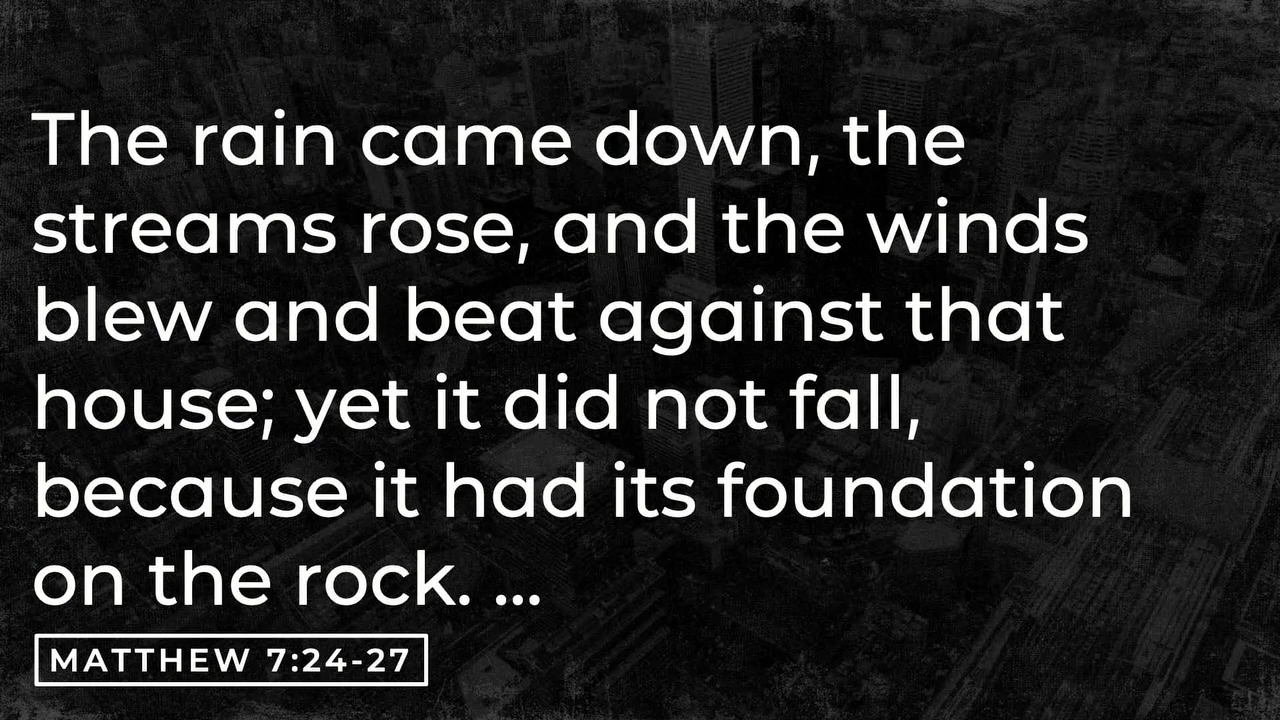 The rain came down, the
streams rose, and the winds
blew and beat against that
house; yet it did not fall,
because it had its foundation
on the rock. ...
MATTHEW 7:24-27